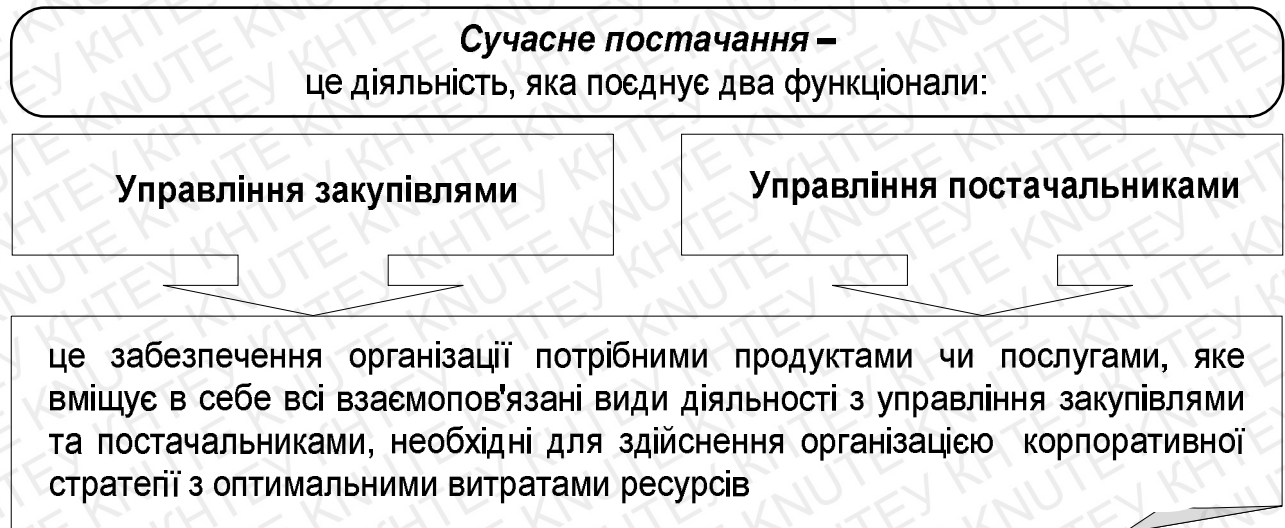 Сучасне постачання –
це діяльність, яка поєднує два функціонали:
Управління закупівлями
Управління постачальниками
це забезпечення організації потрібними продуктами чи послугами, яке
вміщує в себе всі взаємопов'язані види діяльності з управління закупівлями
та постачальниками, необхідні для здійснення організацією корпоративної
стратегії з оптимальними витратами ресурсів